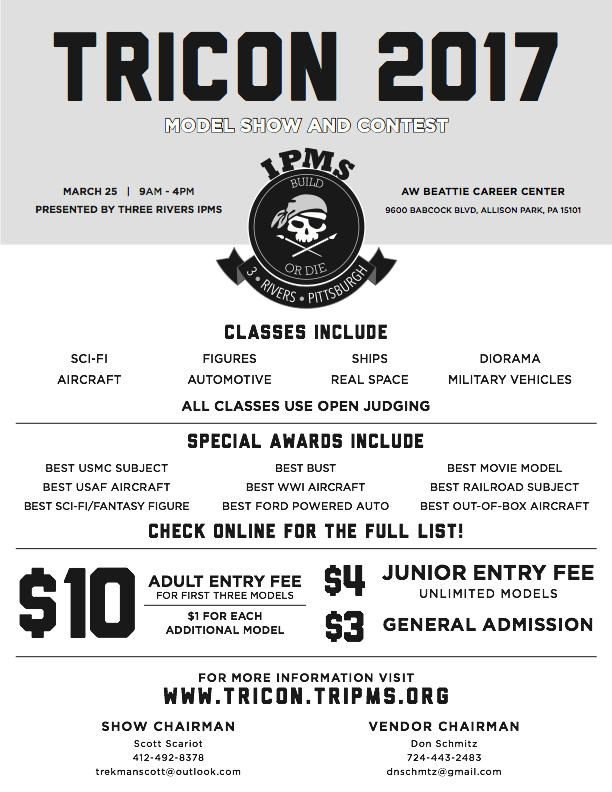 TRICON 2017
MODEL SHOW AND CONTEST
MARCH 25 | 9AM - 4PM
PRESENTED BY THREE RIVERS IPMS
IPMS
BUILD
OR DIE
3 • RIVERS • PITTSBURGH
AW BEATTIE CAREER CENTER
9600 BABCOCK BLVD, ALLISON PARK, PA 15101
CLASSES INCLUDE
SCI-FI FIGURES SHIPS DIORAMA
AIRCRAFT AUTOMOTIVE REAL SPACE MILITARY VEHICLES
ALL CLASSES USE OPEN JUDGING
SPECIAL AWARDS INCLUDE
BEST USMC SUBJECT BEST BUST BEST MOVIE MODEL
BEST USAF AIRCRAFT BEST WWI AIRCRAFT BEST RAILROAD SUBJECT
BEST SCI-FI/FANTASY FIGURE BEST FORD POWERED AUTO BEST OUT-OF-BOX AIRCRAFT
CHECK ONLINE FOR THE FULL LIST!
$10
ADULT ENTRY FEE
FOR FIRST THREE MODELS
$1 FOR EACH
ADDITIONAL MODEL
$4 JUNIOR ENTRY FEE
UNLIMITED MODELS
$3 GENERAL ADMISSION
FOR MORE INFORMATION VISIT
WWW.TRICON.TRIPMS.ORG
SHOW CHAIRMAN
Scott Scariot
412-492-8378
trekmanscott@outlook.com
VENDOR CHAIRMAN
Don Schmitz
724-443-2483
dnschmtz@gmail.com